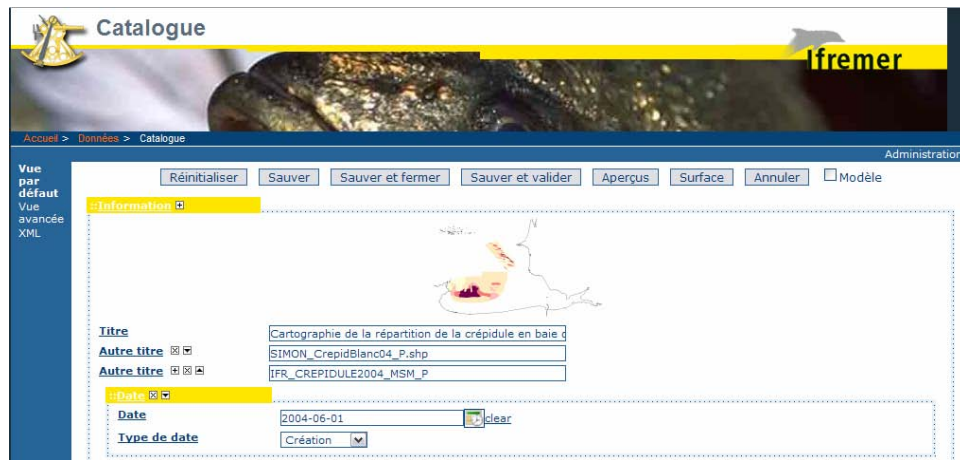 Catalogue
Ifremer
Accueil > Données > Catalogue
Administration
Vue par défaut
Vue avancée
XML
Réinitialiser Sauver Sauver et fermer Sauver et valider Aperçus Surface Annuler Modèle
::Information
Titre Cartographie de la répartition de la crépidule en baie d
Autre titre SIMON_CrepidBlanc04_P.shp
Autre titre IFR_CREPIDULE2004_MSM_P
::Date
Date 2004-06-01 clear
Type de date Création